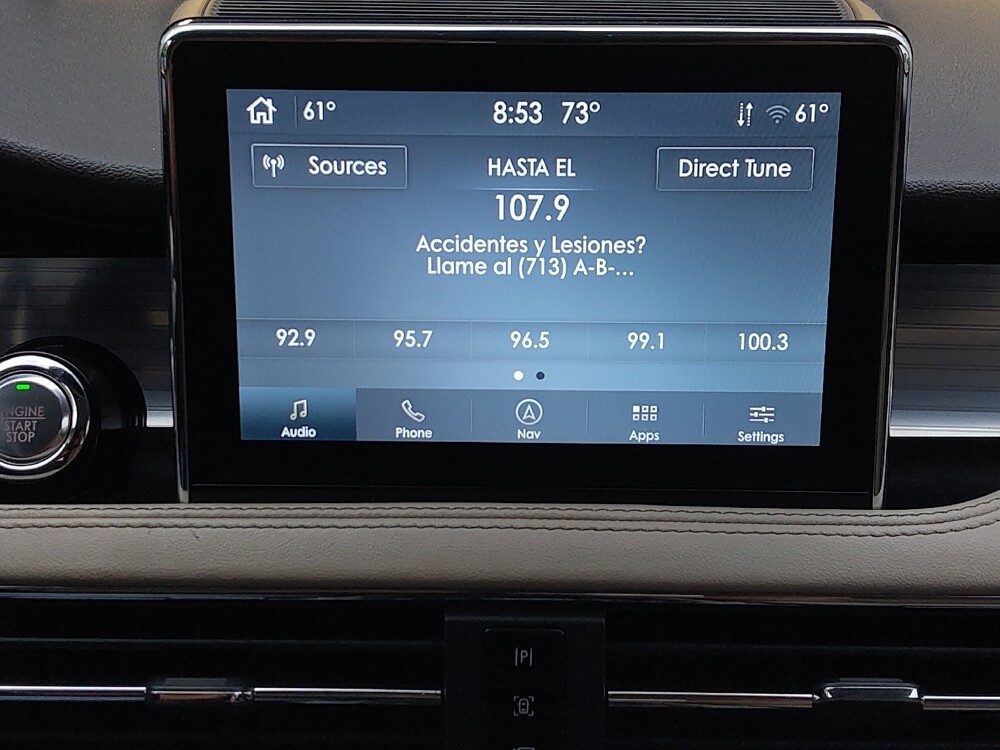 61° 8:53 73° 61°
Sources HASTA EL Direct Tune
107.9
Accidentes y Lesiones?
Llame al (713) A-B-...
92.9 95.7 96.5 99.1 100.3
Audio Phone Nav Apps Settings
ENGINE
START
STOP
P